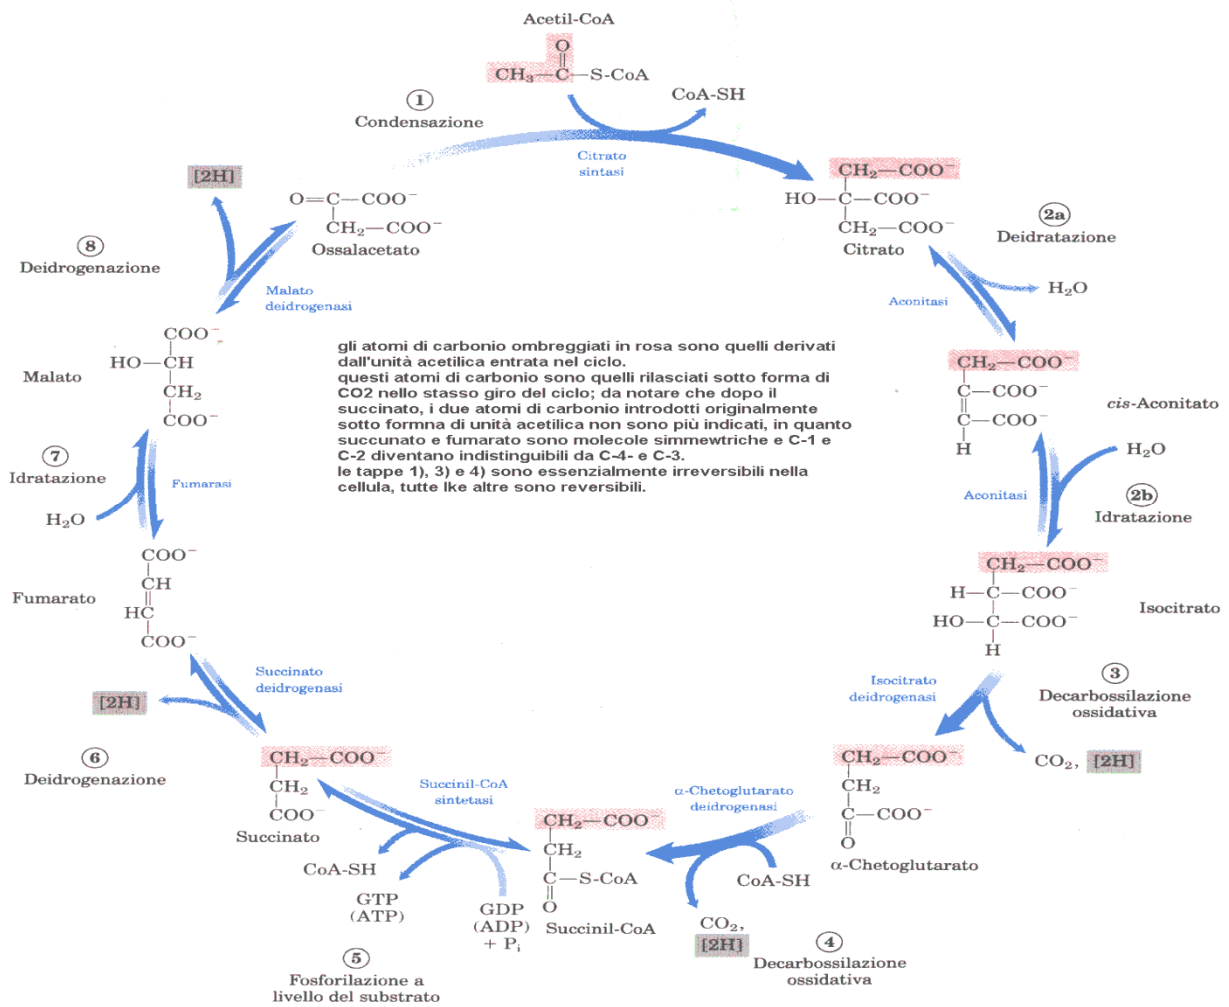 Acetil-CoA
O
CH₃—C—S-CoA
CoA-SH
1
Condensazione
Citrato
sintasi
[2H]
O=C—COO⁻
CH₂—COO⁻
Ossalacetato
CH₂—COO⁻
HO—C—COO⁻
CH₂—COO⁻
Citrato
2a
Deidratazione
H₂O
Aconitasi
8
Deidrogenazione
Malato
deidrogenasi
COO⁻
HO—CH
CH₂
COO⁻
Malato
gli atomi di carbonio ombreggiati in rosa sono quelli derivati
dall'unità acetilica entrata nel ciclo.
questi atomi di carbonio sono quelli rilasciati sotto forma di
CO2 nello stasso giro del ciclo; da notare che dopo il
succinato, i due atomi di carbonio introdotti originalmente
sotto formna di unità acetilica non sono più indicati, in quanto
succunato e fumarato sono molecole simmewtriche e C-1 e
C-2 diventano indistinguibili da C-4- e C-3.
le tappe 1), 3) e 4) sono essenzialmente irreversibili nella
cellula, tutte lke altre sono reversibili.
CH₂—COO⁻
C—COO⁻
C—COO⁻
H
cis-Aconitato
H₂O
Aconitasi
2b
Idratazione
7
Idratazione
Fumarasi
H₂O
COO⁻
CH
HC
COO⁻
Fumarato
CH₂—COO⁻
H—C—COO⁻
HO—C—COO⁻
H
Isocitrato
Isocitrato
deidrogenasi
3
Decarbossilazione
ossidativa
CO₂, [2H]
Succinato
deidrogenasi
[2H]
6
Deidrogenazione
CH₂—COO⁻
CH₂
COO⁻
Succinato
Succinil-CoA
sintetasi
CoA-SH
GTP
(ATP)
GDP
(ADP)
+ Pᵢ
5
Fosforilazione a
livello del substrato
CH₂—COO⁻
CH₂
C—S-CoA
O
Succinil-CoA
α-Chetoglutarato
deidrogenasi
CoA-SH
CO₂,
[2H]
4
Decarbossilazione
ossidativa
CH₂—COO⁻
CH₂
C—COO⁻
O
α-Chetoglutarato